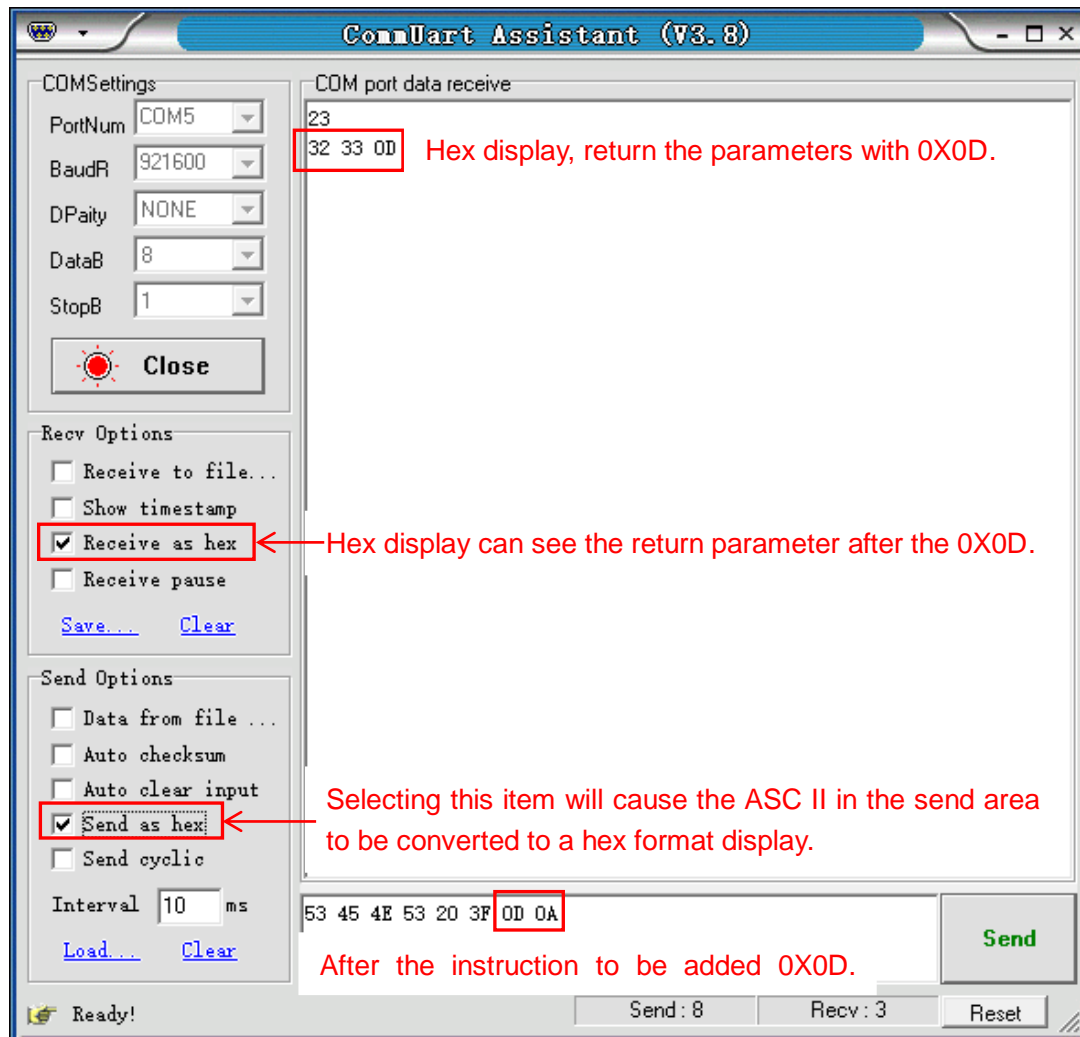 CommUart Assistant (V3.8)
COMSettings
PortNum COM5
BaudR 921600
DPaity NONE
DataB 8
StopB 1
Close
Recv Options
Receive to file...
Show timestamp
Receive as hex
Receive pause
Save... Clear
Send Options
Data from file ...
Auto checksum
Auto clear input
Send as hex
Send cyclic
Interval 10 ms
Load... Clear
COM port data receive
23
32 33 0D
Hex display, return the parameters with 0X0D.
Hex display can see the return parameter after the 0X0D.
Selecting this item will cause the ASC II in the send area
to be converted to a hex format display.
53 45 4E 53 20 3F 0D 0A
After the instruction to be added 0X0D.
Send
Ready!
Send : 8
Recv : 3
Reset